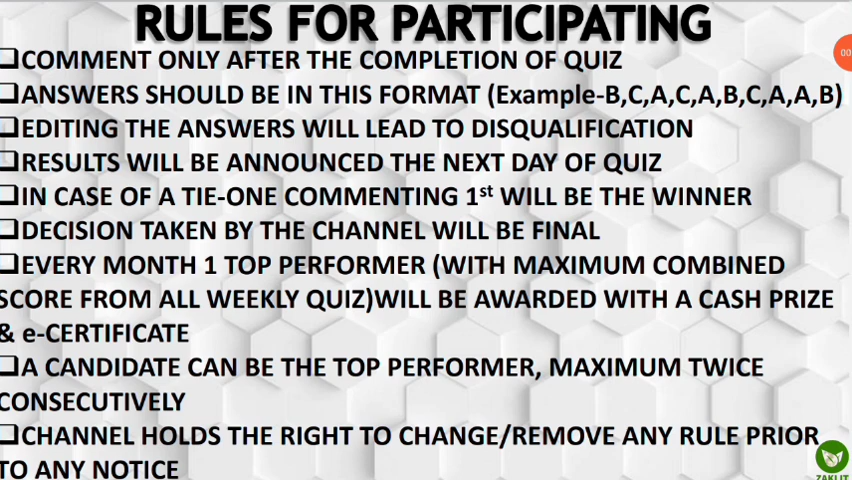 RULES FOR PARTICIPATING
COMMENT ONLY AFTER THE COMPLETION OF QUIZ
ANSWERS SHOULD BE IN THIS FORMAT (Example-B,C,A,C,A,B,C,A,A,B)
EDITING THE ANSWERS WILL LEAD TO DISQUALIFICATION
RESULTS WILL BE ANNOUNCED THE NEXT DAY OF QUIZ
IN CASE OF A TIE-ONE COMMENTING 1st WILL BE THE WINNER
DECISION TAKEN BY THE CHANNEL WILL BE FINAL
EVERY MONTH 1 TOP PERFORMER (WITH MAXIMUM COMBINED
SCORE FROM ALL WEEKLY QUIZ)WILL BE AWARDED WITH A CASH PRIZE
& e-CERTIFICATE
A CANDIDATE CAN BE THE TOP PERFORMER, MAXIMUM TWICE
CONSECUTIVELY
CHANNEL HOLDS THE RIGHT TO CHANGE/REMOVE ANY RULE PRIOR
TO ANY NOTICE
00